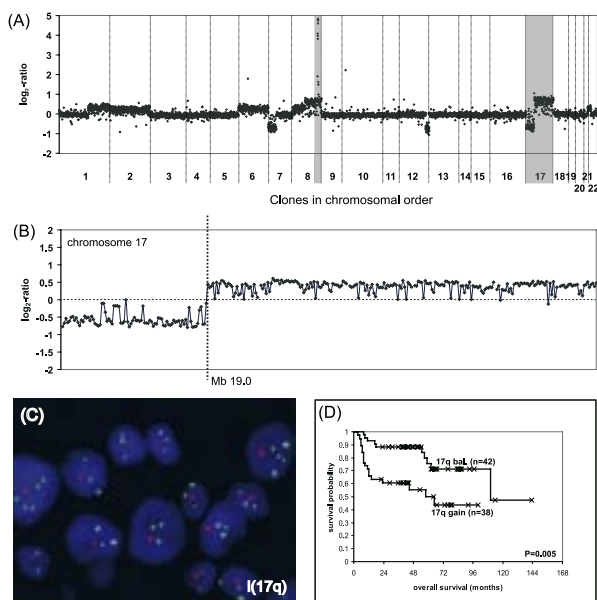 (A)
5
4
3
2
1
0
-1
-2
log2-ratio
1 2 3 4 5 6 7 8 9 10 11 12 13 14 15 16 17 18 19 20 21 22
Clones in chromosomal order
(B)
chromosome 17
2
1.5
1
0.5
0
-0.5
-1
-1.5
-2
log2-ratio
Mb 19.0
(C)
I(17q)
(D)
1
0.9
0.8
0.7
0.6
0.5
0.4
0.3
0.2
0.1
0
survival probability
17q bal. (n=42)
17q gain (n=38)
P=0.005
0 24 48 72 96 120 144 168
overall survival (months)